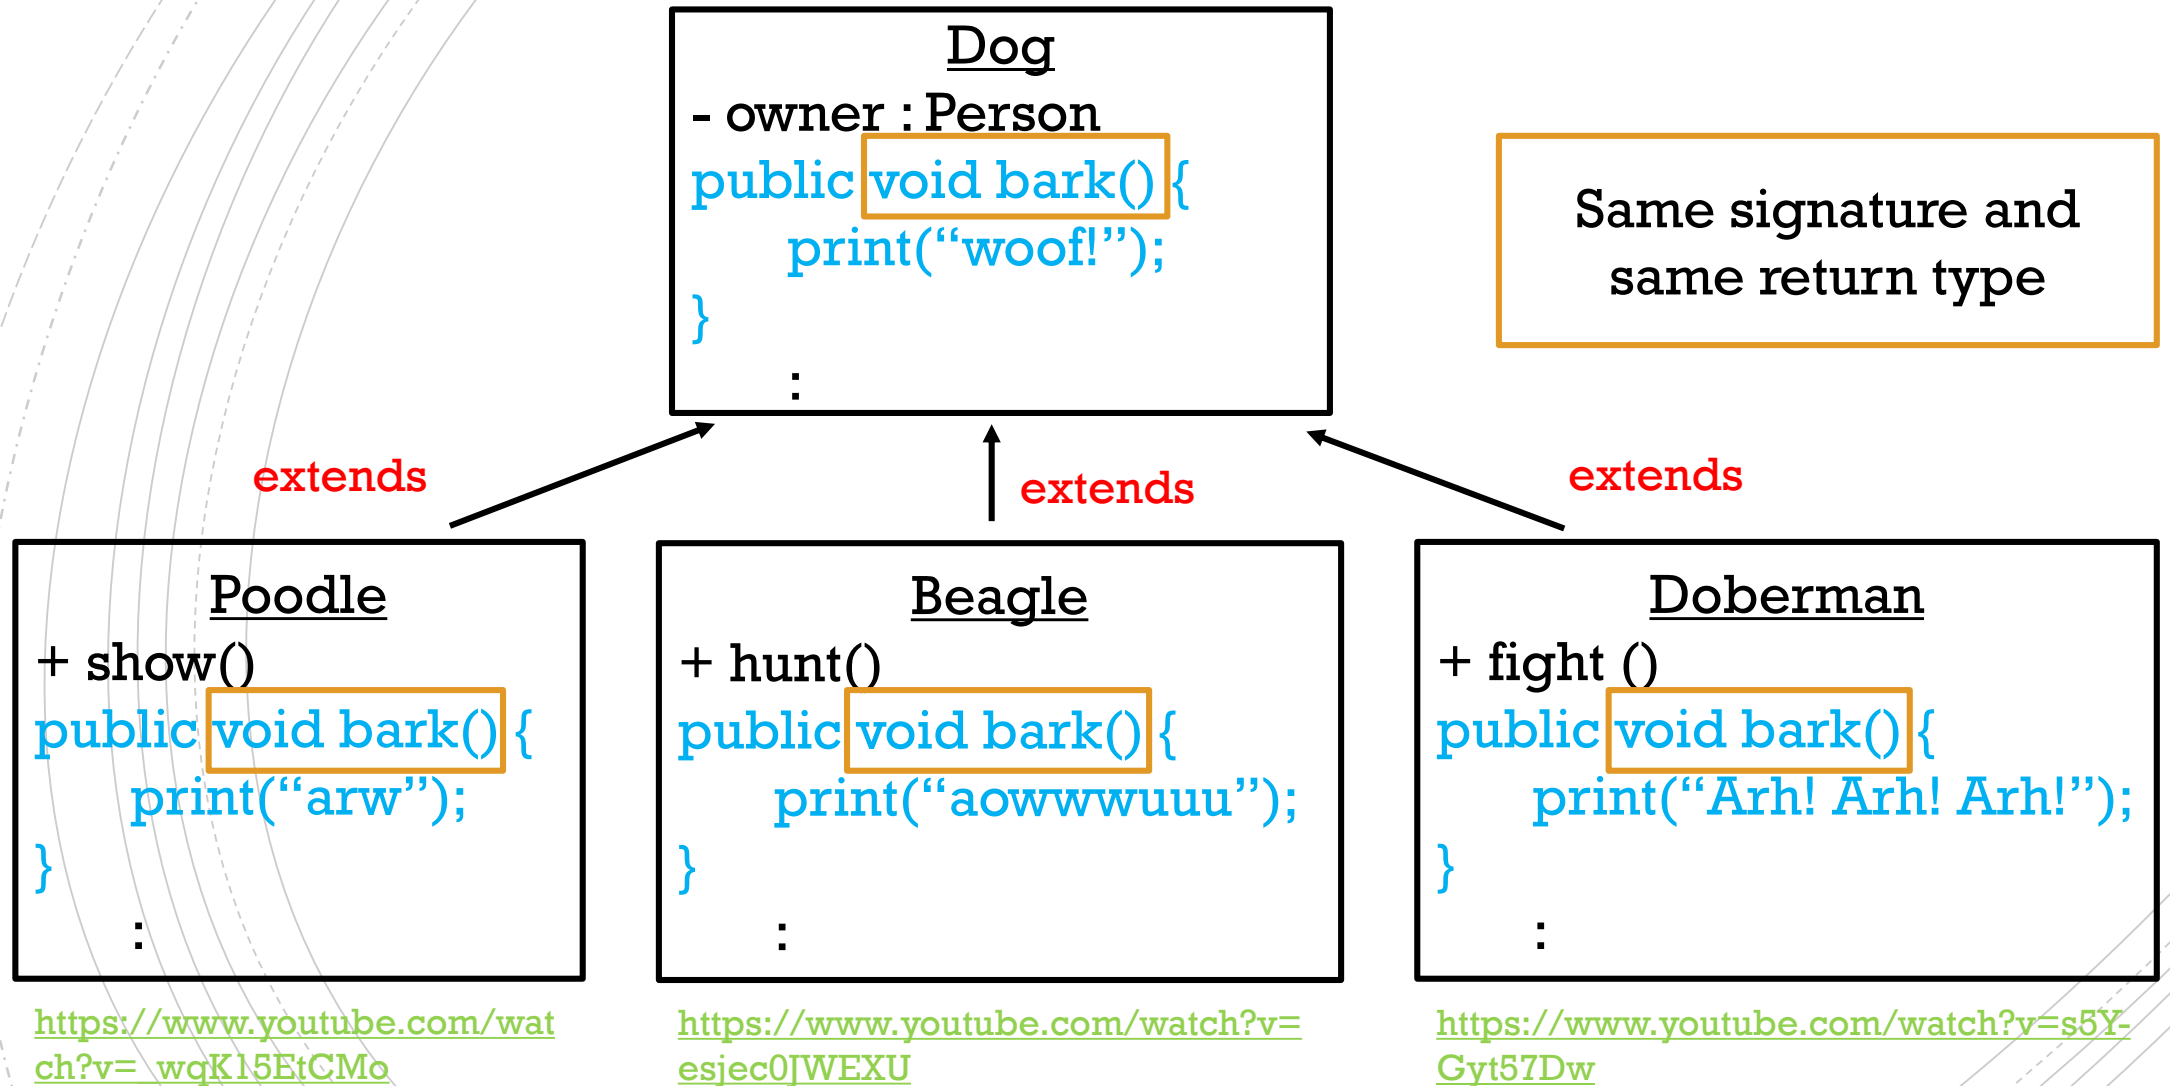 Dog
- owner : Person
public void bark() {
print(“woof!”);
}
:
Same signature and
same return type
extends
extends
extends
Poodle
+ show()
public void bark() {
print(“arw”);
}
:
Beagle
+ hunt()
public void bark() {
print(“aowwwuuu”);
}
:
Doberman
+ fight ()
public void bark() {
print(“Arh! Arh! Arh!”);
}
:
https://www.youtube.com/wat
ch?v=_wqK15EtCMo
https://www.youtube.com/watch?v=
esjec0JWEXU
https://www.youtube.com/watch?v=s5Y-
Gyt57Dw